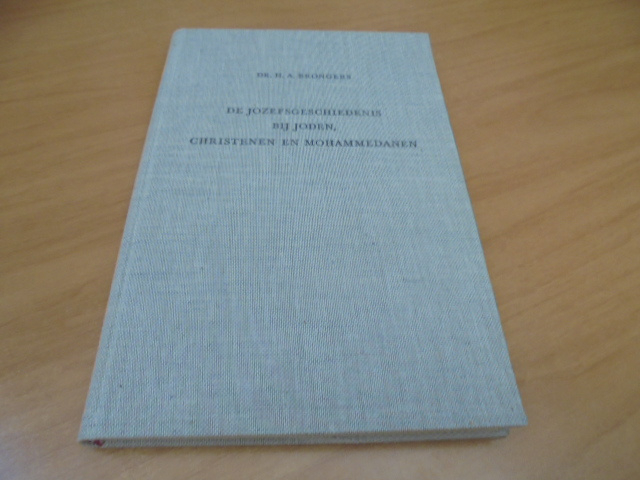 DR. H. A. BRONGERS
DE JOZEFSGESCHIEDENIS
BIJ JODEN,
CHRISTENEN EN MOHAMMEDANEN